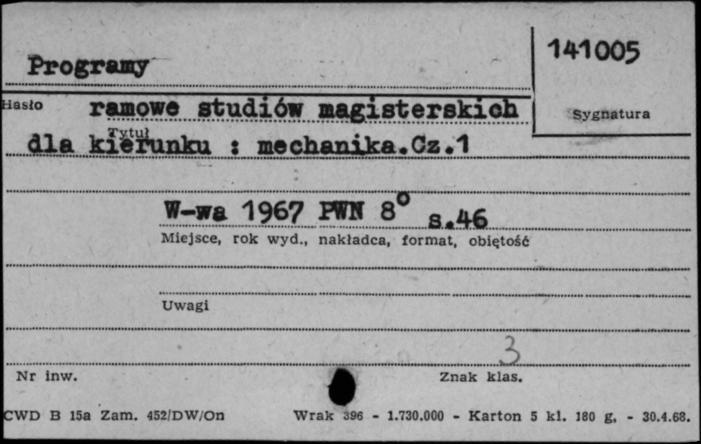 141005
Programy
Hasło ramowe studiów magisterskich
Sygnatura
Tytuł
dla kierunku : mechanika.Cz.1
W-wa 1967 PWN 8° s.46
Miejsce, rok wyd., nakładca, format, obiętość
Uwagi
3
Nr inw. Znak klas.
CWD B 15a Zam. 452/DW/On Wrak 396 - 1.730.000 - Karton 5 kl. 180 g. - 30.4.68.